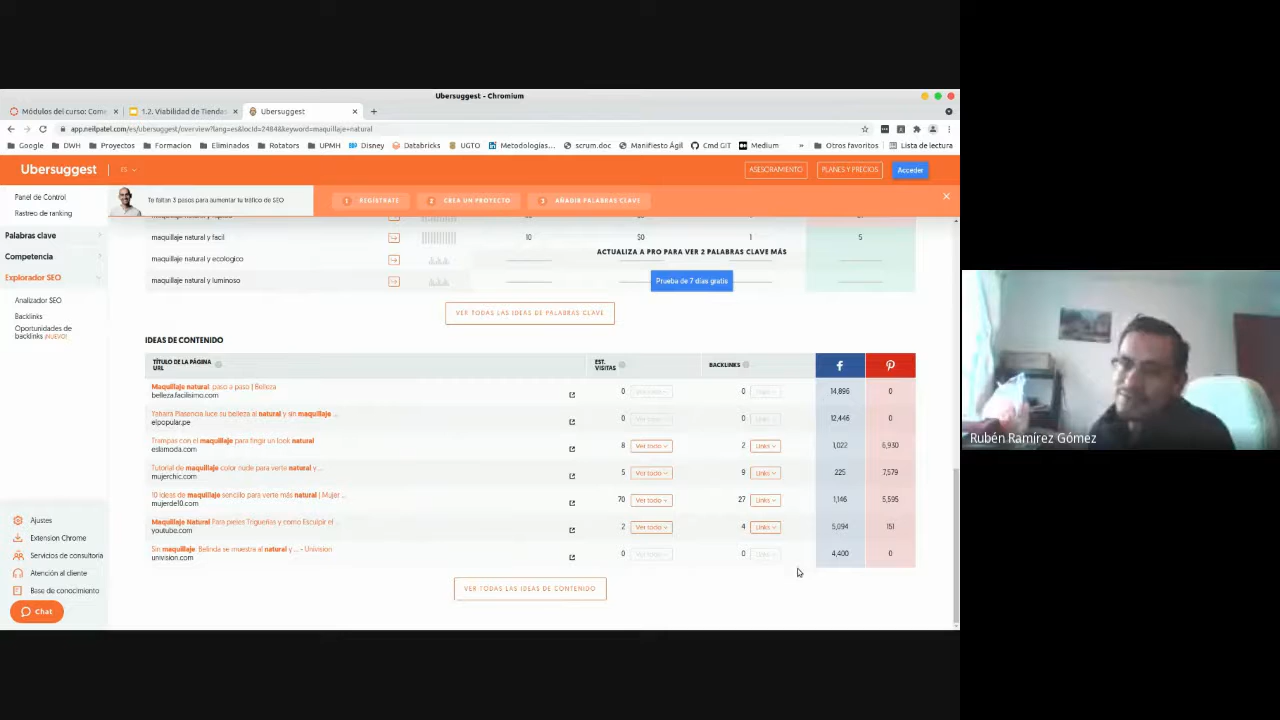 Ubersuggest - Chromium
Módulos del curso: Come
1.2. Viabilidad de Tiendas
Ubersuggest
app.neilpatel.com/es/ubersuggest/overview?lang=es&locId=2484&keyword=maquillaje+natural
Google DWH Proyectos Formacion Eliminados Rotators UPMH Disney Databricks UGTO Metodologías... scrum.doc Manifiesto Ágil Cmd GIT Medium » Otros favoritos Lista de lectura
Ubersuggest ES ASESORAMIENTO PLANES Y PRECIOS Acceder
Te faltan 3 pasos para aumentar tu tráfico de SEO 1 REGÍSTRATE 2 CREA UN PROYECTO 3 AÑADIR PALABRAS CLAVE
Panel de Control
Rastreo de ranking
Palabras clave
Competencia
Explorador SEO
Analizador SEO
Backlinks
Oportunidades de
backlinks ¡NUEVO!
Ajustes
Extension Chrome
Servicios de consultoría
Atención al cliente
Base de conocimiento
Chat
maquillaje natural y facil 10 50 1 5
maquillaje natural y ecologico
ACTUALIZA A PRO PARA VER 2 PALABRAS CLAVE MÁS
maquillaje natural y luminoso
Prueba de 7 días gratis
VER TODAS LAS IDEAS DE PALABRAS CLAVE
IDEAS DE CONTENIDO
TÍTULO DE LA PÁGINA
URL
EST.
VISITAS
BACKLINKS
Maquillaje natural paso a paso | Belleza
belleza.facilisimo.com
0 0 14,896 0
Yahaira Plasencia luce su belleza al natural y sin maquillaje ...
elpopular.pe
0 0 12,446 0
Trampas con el maquillaje para fingir un look natural
eslamoda.com
8 Ver todo 2 Links 1,022 6,930
Tutorial de maquillaje color nude para verte natural y ...
mujerchic.com
5 Ver todo 9 Links 225 7,579
10 ideas de maquillaje sencillo para verte más natural | Mujer ...
mujerde10.com
70 Ver todo 27 Links 1,146 5,595
Maquillaje Natural Para pieles Trigueñas y como Esculpir el ...
youtube.com
2 Ver todo 4 Links 5,094 151
Sin maquillaje: Belinda se muestra al natural y ... - Univision
univision.com
0 0 4,400 0
VER TODAS LAS IDEAS DE CONTENIDO
Rubén Ramírez Gómez